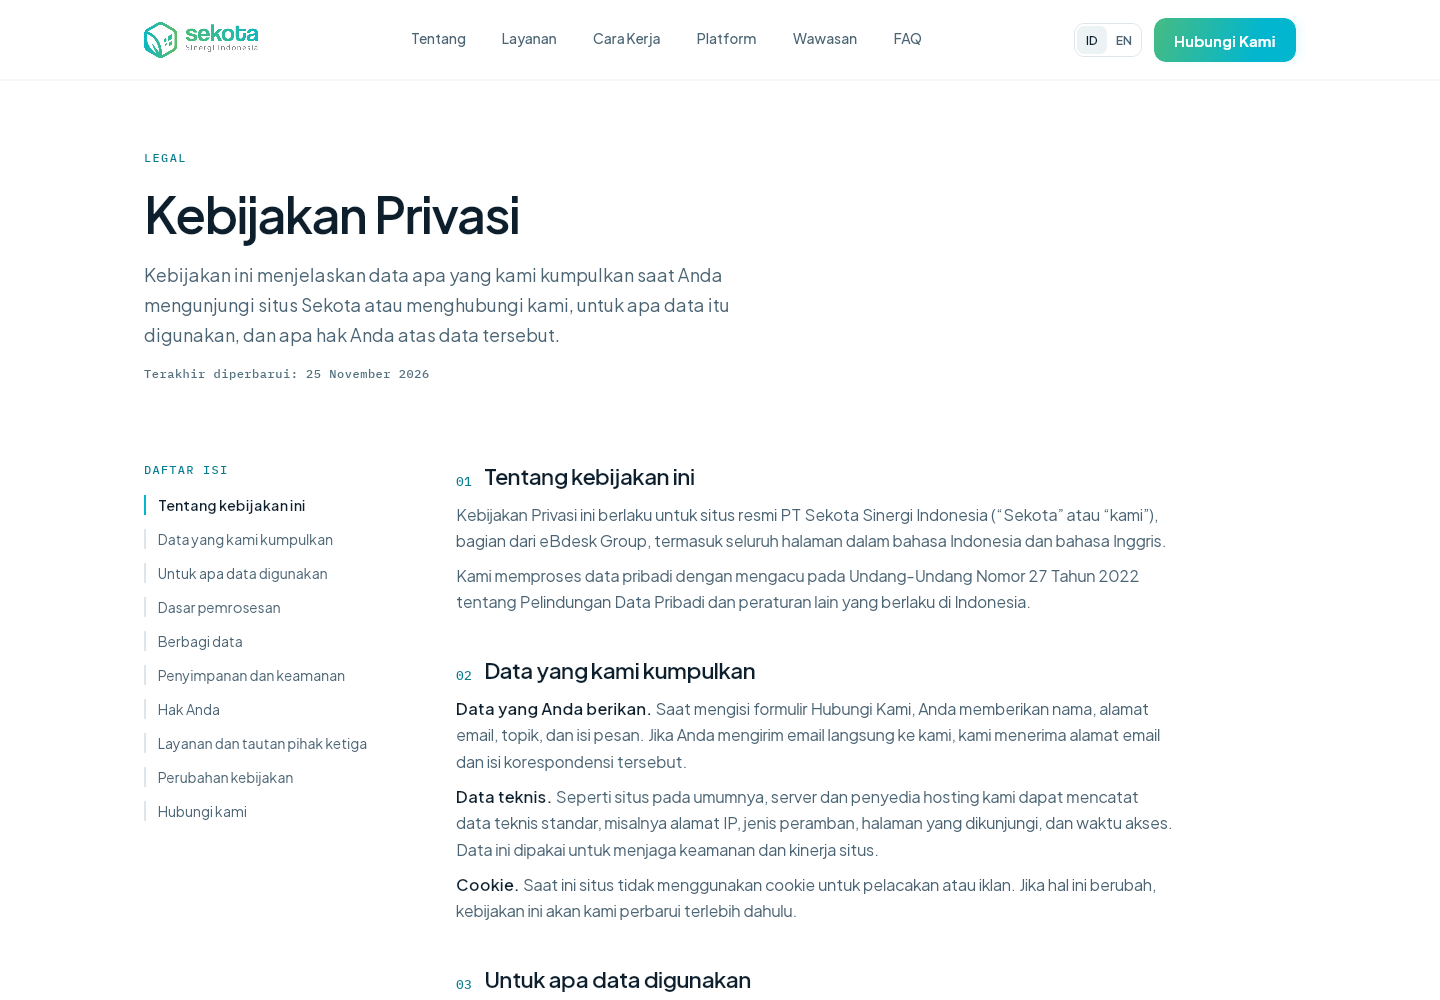 sekota
Sinergi Indonesia
Tentang
Layanan
Cara Kerja
Platform
Wawasan
FAQ
ID
EN
Hubungi Kami
LEGAL
Kebijakan Privasi
Kebijakan ini menjelaskan data apa yang kami kumpulkan saat Anda
mengunjungi situs Sekota atau menghubungi kami, untuk apa data itu
digunakan, dan apa hak Anda atas data tersebut.
Terakhir diperbarui: 25 November 2026
DAFTAR ISI
Tentang kebijakan ini
Data yang kami kumpulkan
Untuk apa data digunakan
Dasar pemrosesan
Berbagi data
Penyimpanan dan keamanan
Hak Anda
Layanan dan tautan pihak ketiga
Perubahan kebijakan
Hubungi kami
01 Tentang kebijakan ini
Kebijakan Privasi ini berlaku untuk situs resmi PT Sekota Sinergi Indonesia (“Sekota” atau “kami”),
bagian dari eBdesk Group, termasuk seluruh halaman dalam bahasa Indonesia dan bahasa Inggris.
Kami memproses data pribadi dengan mengacu pada Undang-Undang Nomor 27 Tahun 2022
tentang Pelindungan Data Pribadi dan peraturan lain yang berlaku di Indonesia.
02 Data yang kami kumpulkan
Data yang Anda berikan. Saat mengisi formulir Hubungi Kami, Anda memberikan nama, alamat
email, topik, dan isi pesan. Jika Anda mengirim email langsung ke kami, kami menerima alamat email
dan isi korespondensi tersebut.
Data teknis. Seperti situs pada umumnya, server dan penyedia hosting kami dapat mencatat
data teknis standar, misalnya alamat IP, jenis peramban, halaman yang dikunjungi, dan waktu akses.
Data ini dipakai untuk menjaga keamanan dan kinerja situs.
Cookie. Saat ini situs tidak menggunakan cookie untuk pelacakan atau iklan. Jika hal ini berubah,
kebijakan ini akan kami perbarui terlebih dahulu.
03 Untuk apa data digunakan